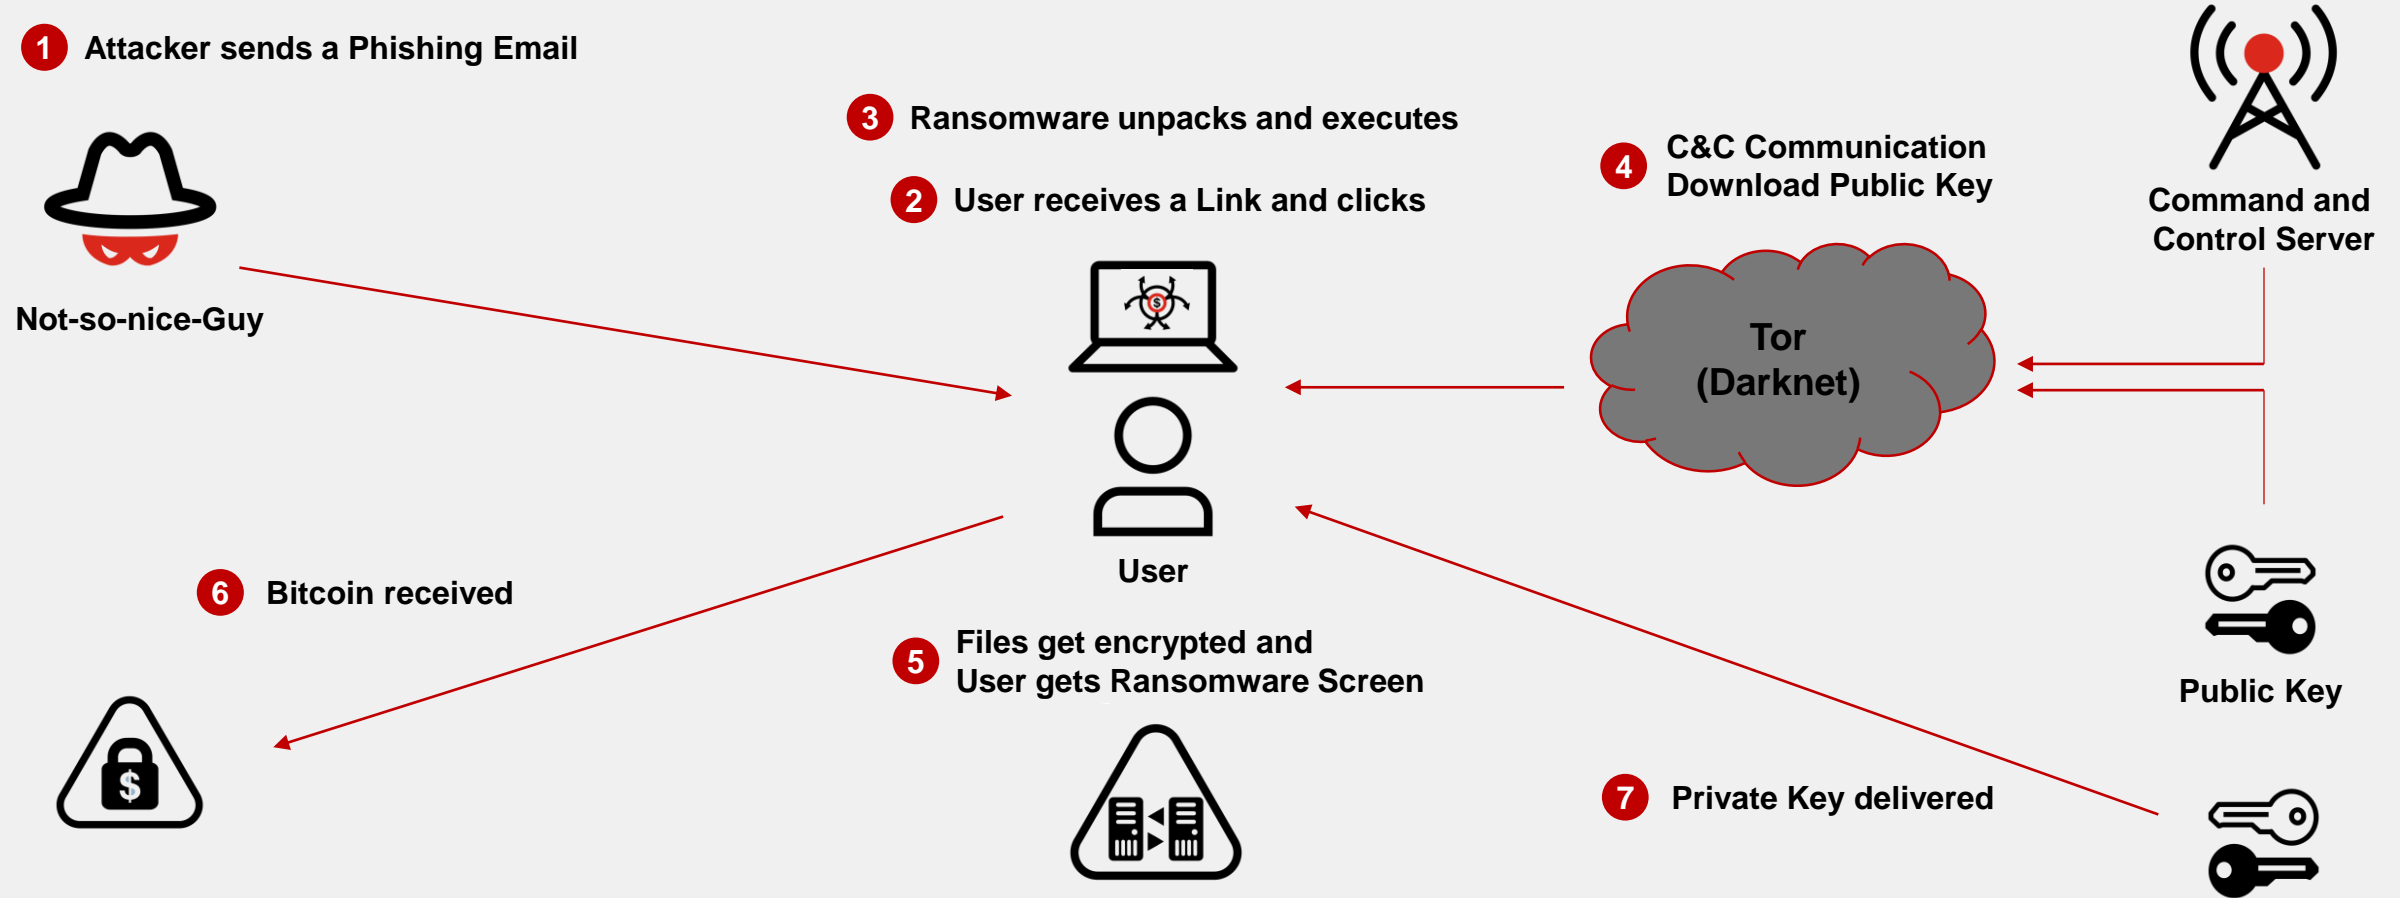 1 Attacker sends a Phishing Email
Not-so-nice-Guy
3 Ransomware unpacks and executes
2 User receives a Link and clicks
$
User
4 C&C Communication
Download Public Key
Tor
(Darknet)
Command and
Control Server
Public Key
5 Files get encrypted and
User gets Ransomware Screen
6 Bitcoin received
$
7 Private Key delivered